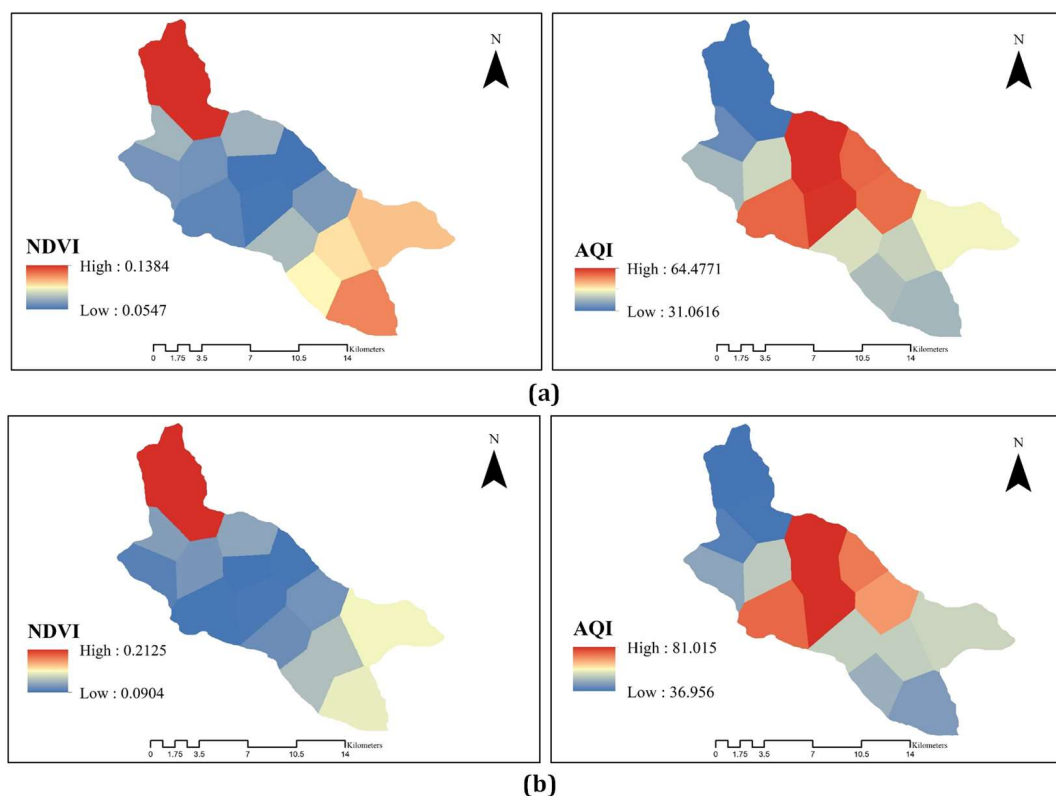 N
NDVI
High : 0.1384
Low : 0.0547
0 1.75 3.5 7 10.5 14 Kilometers
N
AQI
High : 64.4771
Low : 31.0616
0 1.75 3.5 7 10.5 14 Kilometers
(a)
N
NDVI
High : 0.2125
Low : 0.0904
0 1.75 3.5 7 10.5 14 Kilometers
N
AQI
High : 81.015
Low : 36.956
0 1.75 3.5 7 10.5 14 Kilometers
(b)